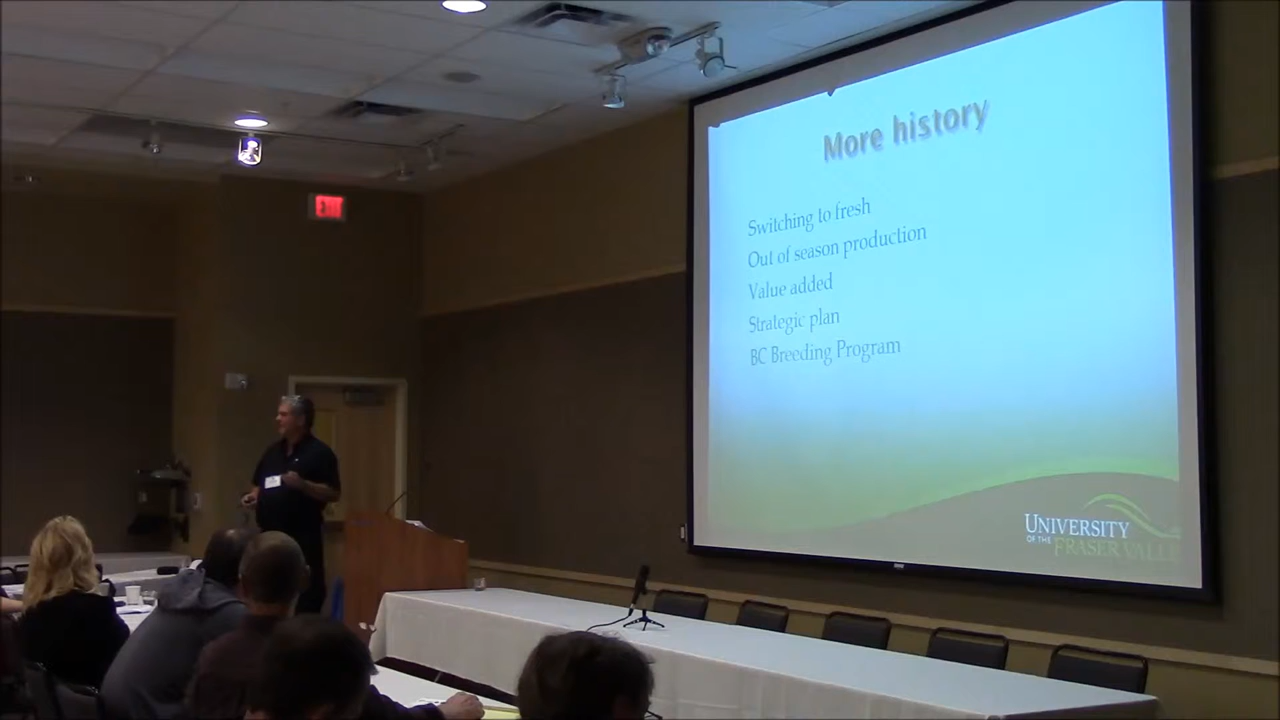 More history
Switching to fresh
Out of season production
Value added
Strategic plan
BC Breeding Program
EXIT
UNIVERSITY
OF THE FRASER VALLEY